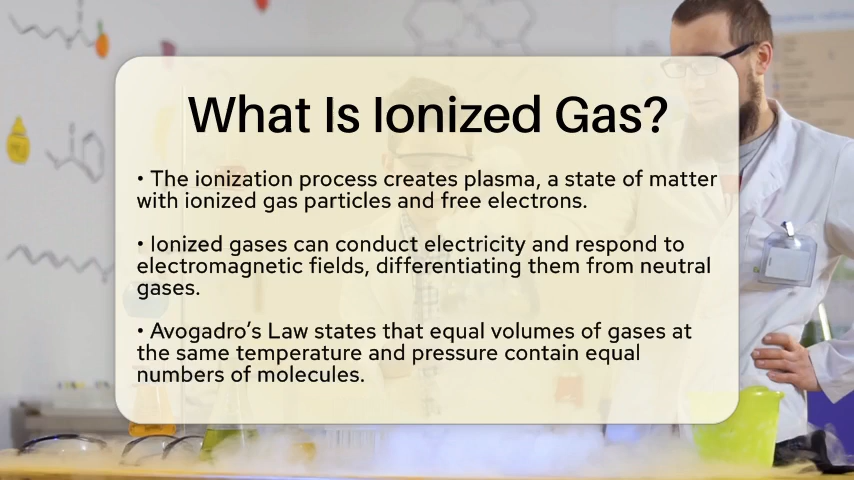 What Is Ionized Gas?
• The ionization process creates plasma, a state of matter
with ionized gas particles and free electrons.
• Ionized gases can conduct electricity and respond to
electromagnetic fields, differentiating them from neutral
gases.
• Avogadro’s Law states that equal volumes of gases at
the same temperature and pressure contain equal
numbers of molecules.